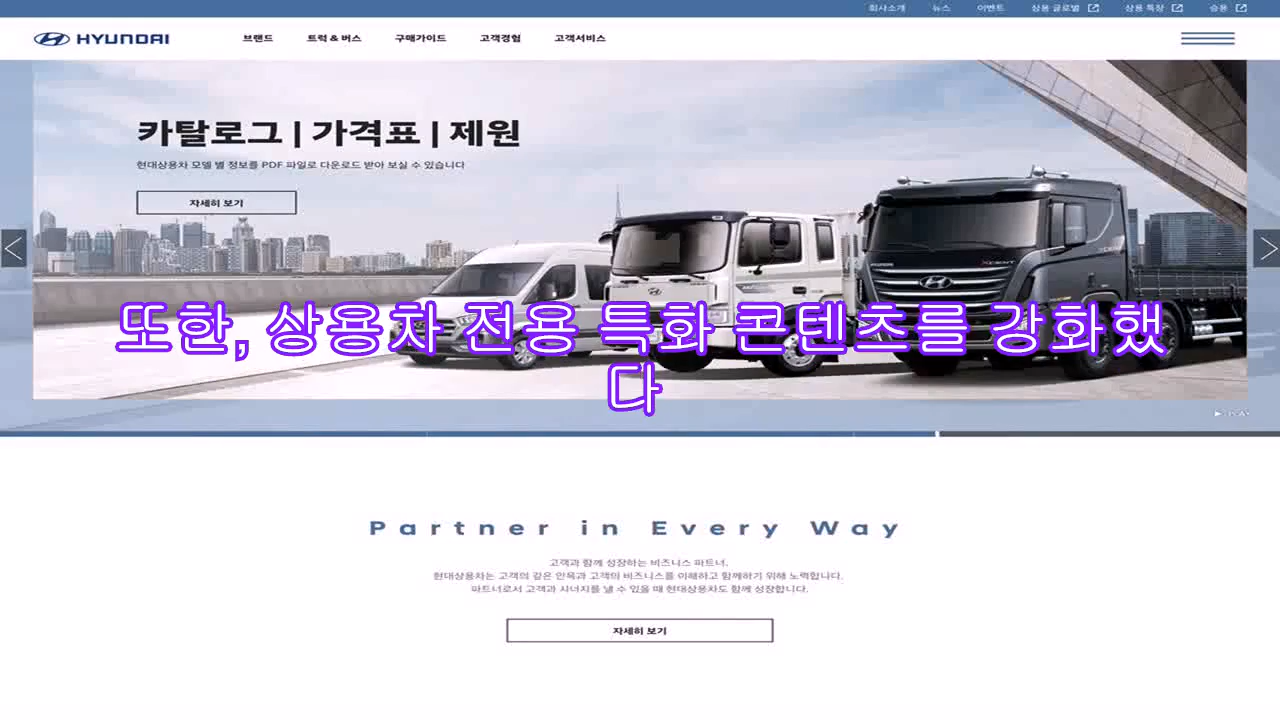 회사소개 뉴스 이벤트 상용 글로벌 상용 특장 승용
HYUNDAI 브랜드 트럭 & 버스 구매가이드 고객경험 고객서비스
카탈로그 | 가격표 | 제원
현대상용차 모델 별 정보를 PDF 파일로 다운로드 받아 보실 수 있습니다
자세히 보기
또한, 상용차 전용 특화 콘텐츠를 강화했
다
Partner in Every Way
고객과 함께 성장하는 비즈니스 파트너.
현대상용차는 고객의 깊은 안목과 고객의 비즈니스를 이해하고 함께하기 위해 노력합니다.
파트너로서 고객과 시너지를 낼 수 있을 때 현대상용차도 함께 성장합니다.
자세히 보기